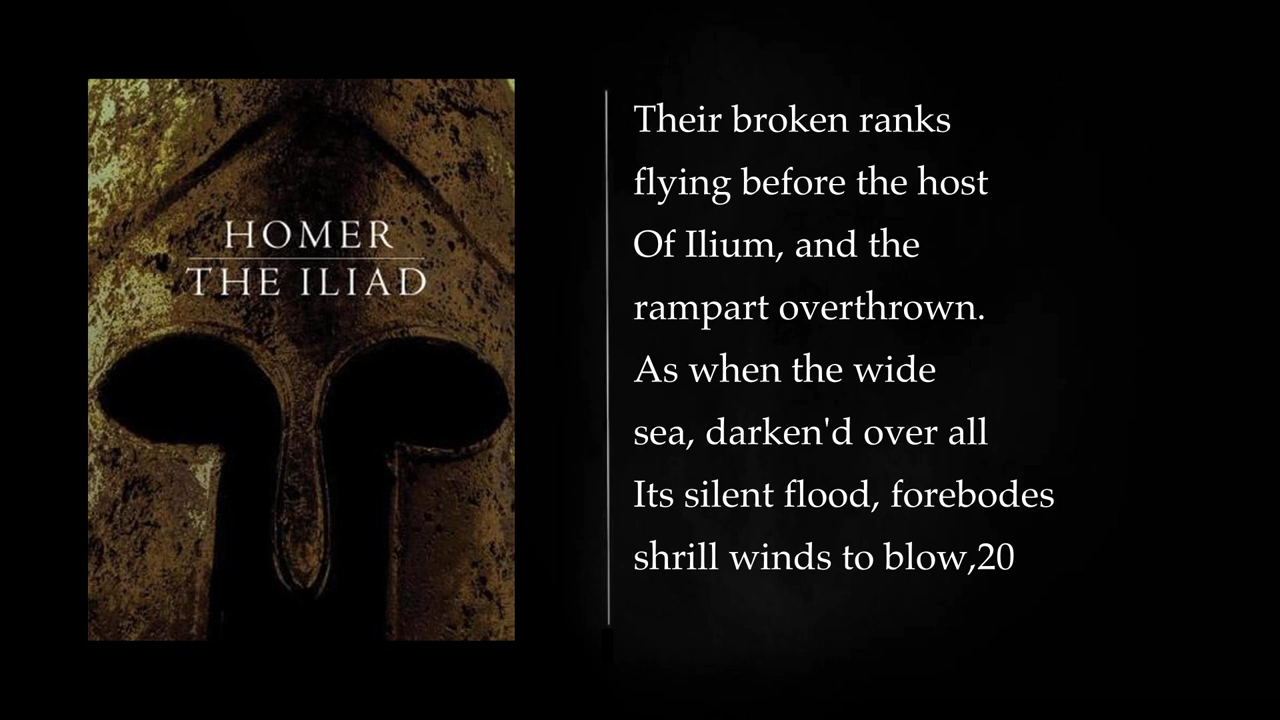 HOMER
THE ILIAD
Their broken ranks
flying before the host
Of Ilium, and the
rampart overthrown.
As when the wide
sea, darken'd over all
Its silent flood, forebodes
shrill winds to blow,20